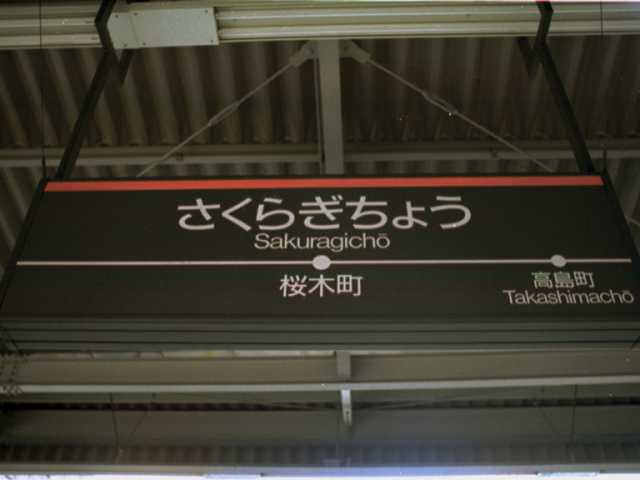 さくらぎちょう
Sakuragichō
桜木町
高島町
Takashimachō